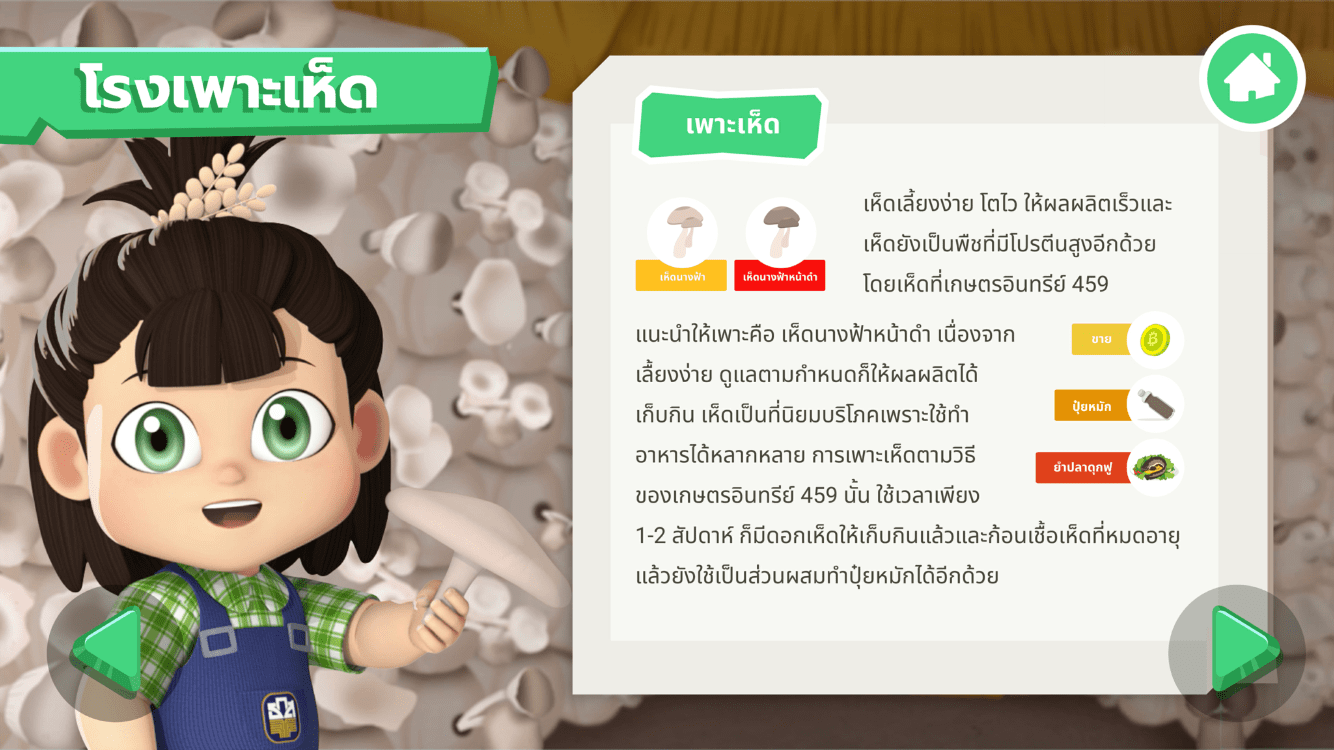 โรงเพาะเห็ด
เพาะเห็ด
เห็ดนางฟ้า
เห็ดนางฟ้าหน้าดำ
เห็ดเลี้ยงง่าย โตไว ให้ผลผลิตเร็วและ
เห็ดยังเป็นพืชที่มีโปรตีนสูงอีกด้วย
โดยเห็ดที่เกษตรอินทรีย์ 459
แนะนำให้เพาะคือ เห็ดนางฟ้าหน้าดำ เนื่องจาก
เลื้ยงง่าย ดูแลตามกำหนดก็ให้ผลผลิตได้
เก็บกิน เห็ดเป็นที่นิยมบริโภคเพราะใช้ทำ
อาหารได้หลากหลาย การเพาะเห็ดตามวิธี
ของเกษตรอินทรีย์ 459 นั้น ใช้เวลาเพียง
1-2 สัปดาห์ ก็มีดอกเห็ดให้เก็บกินแล้วและก้อนเชื้อเห็ดที่หมดอายุ
แล้วยังใช้เป็นส่วนผสมทำปุ๋ยหมักได้อีกด้วย
ขาย
ปุ๋ยหมัก
ยำปลาดุกฟู